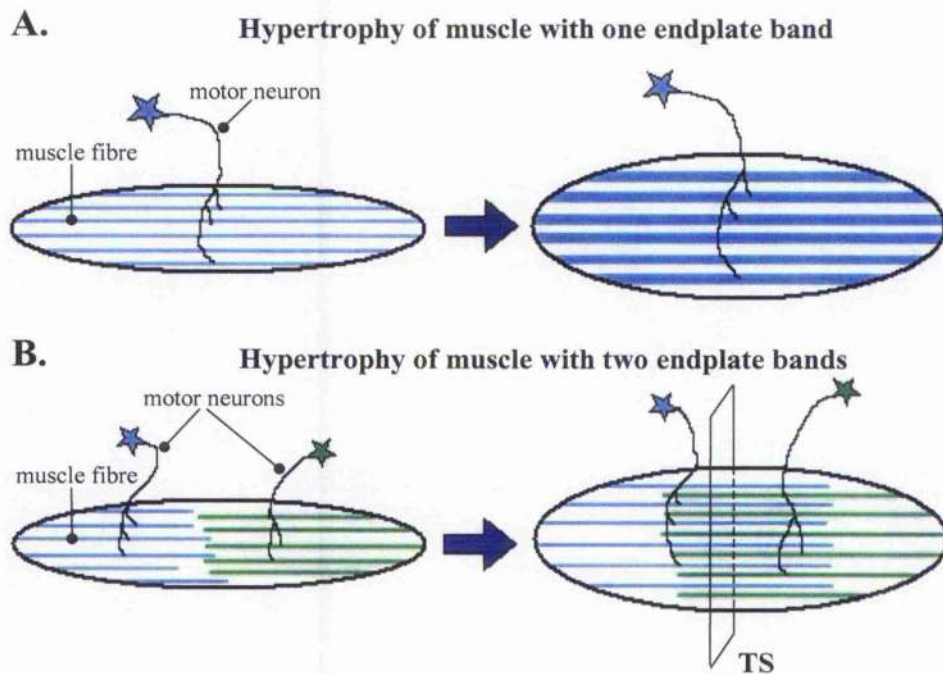 A.
Hypertrophy of muscle with one endplate band
motor neuron
muscle fibre
B.
Hypertrophy of muscle with two endplate bands
motor neurons
muscle fibre
TS